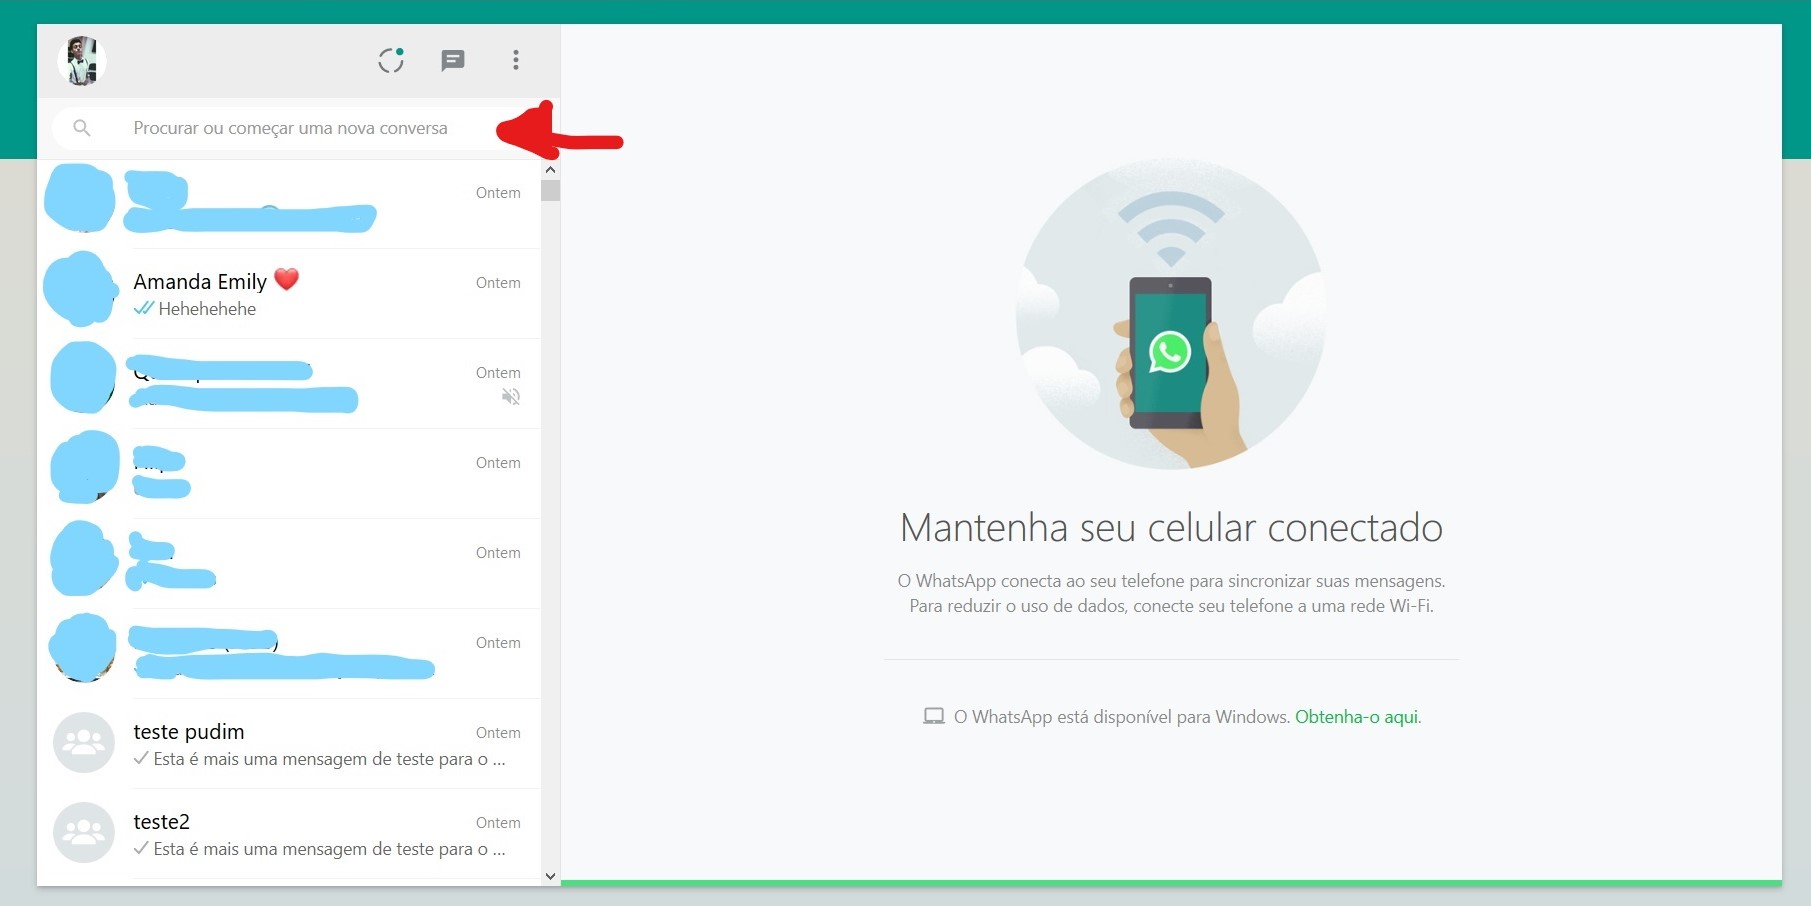 Procurar ou começar uma nova conversa
Ontem
Amanda Emily ❤️
Ontem
Hehehehehe
Ontem
Ontem
Ontem
Ontem
teste pudim
Ontem
Esta é mais uma mensagem de teste para o ...
teste2
Ontem
Esta é mais uma mensagem de teste para o ...
Mantenha seu celular conectado
O WhatsApp conecta ao seu telefone para sincronizar suas mensagens.
Para reduzir o uso de dados, conecte seu telefone a uma rede Wi-Fi.
O WhatsApp está disponível para Windows. Obtenha-o aqui.